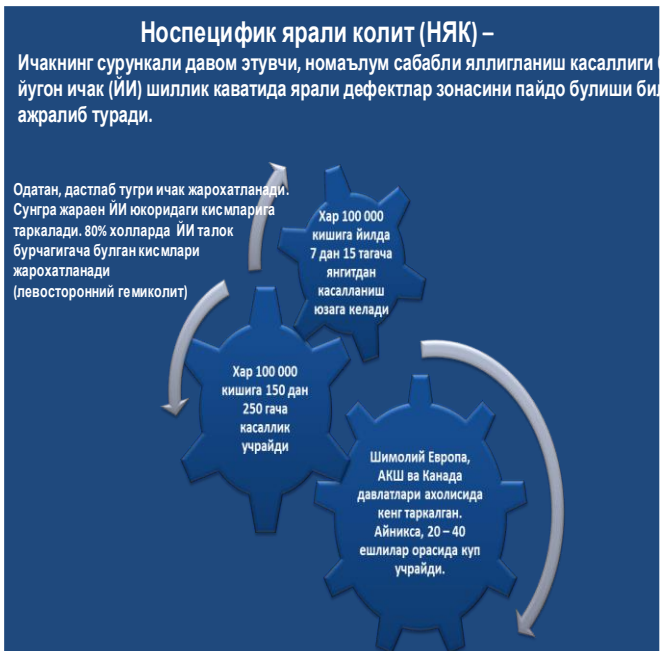 Носпецифик ярали колит (НЯК) –
Ичакнинг сурункали давом этувчи, номаълум сабабли яллигланиш касаллиги
йугон ичак (ЙИ) шиллик каватида ярали дефектлар зонасини пайдо булиши
ажралиб туради.
Одатан, дастлаб тугри ичак жарохатланади.
Сунгра жараен ЙИ юкоридаги кисмларига
таркалади. 80% холларда ЙИ талок
бурчагигача булган кисмлари
жарохатланади
(левосторонний гемиколит)
Хар 100 000
кишига йилда
7 дан 15 тагача
янгитдан
касалланиш
юзага келади
Хар 100 000
кишига 150 дан
250 гача
касаллик
учрайди
Шимолий Европа,
АКШ ва Канада
давлатлари ахолисида
кенг таркалган.
Айникса, 20 – 40
ешлилар орасида куп
учрайди.